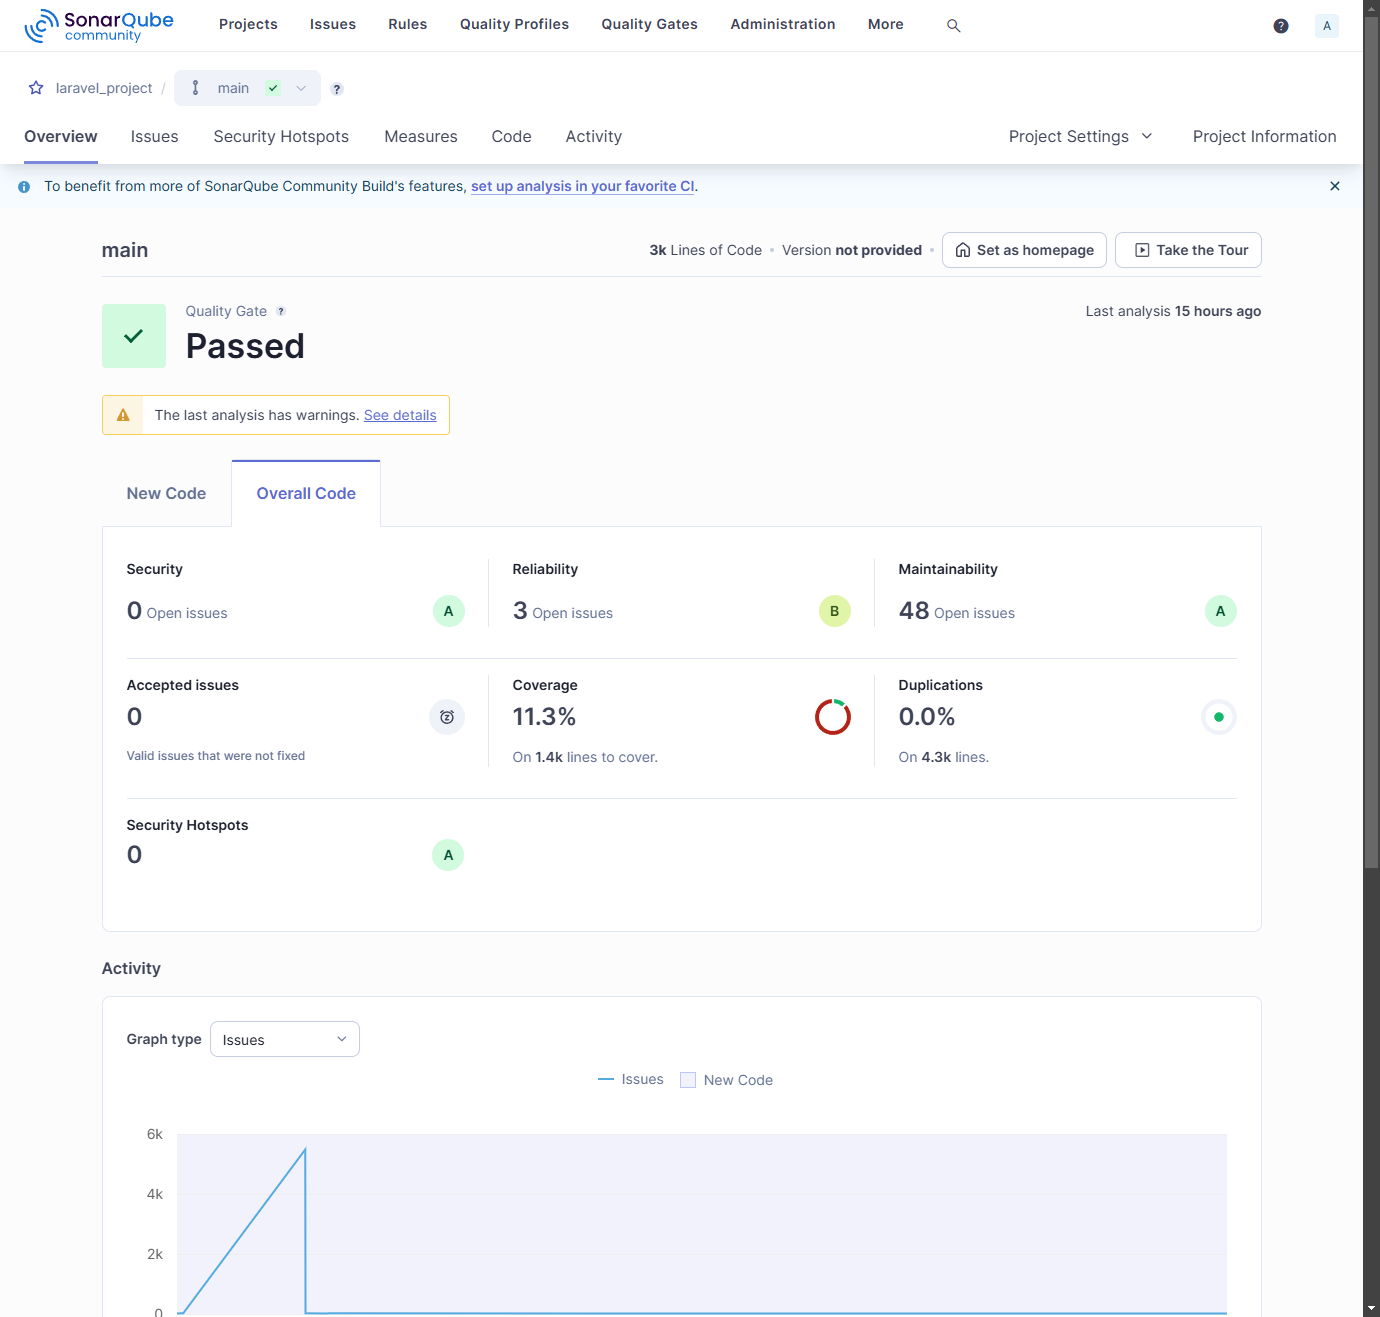 SonarQube community Projects Issues Rules Quality Profiles Quality Gates Administration More ? A
laravel_project / main ?
Overview Issues Security Hotspots Measures Code Activity Project Settings Project Information
To benefit from more of SonarQube Community Build's features, set up analysis in your favorite CI.
main 3k Lines of Code • Version not provided • Set as homepage Take the Tour
Quality Gate ? Last analysis 15 hours ago
Passed
The last analysis has warnings. See details
New Code Overall Code
Security Reliability Maintainability
0 Open issues A 3 Open issues B 48 Open issues A
Accepted issues Coverage Duplications
0 11.3% 0.0%
Valid issues that were not fixed On 1.4k lines to cover. On 4.3k lines.
Security Hotspots
0 A
Activity
Graph type Issues
Issues New Code
6k
4k
2k
0